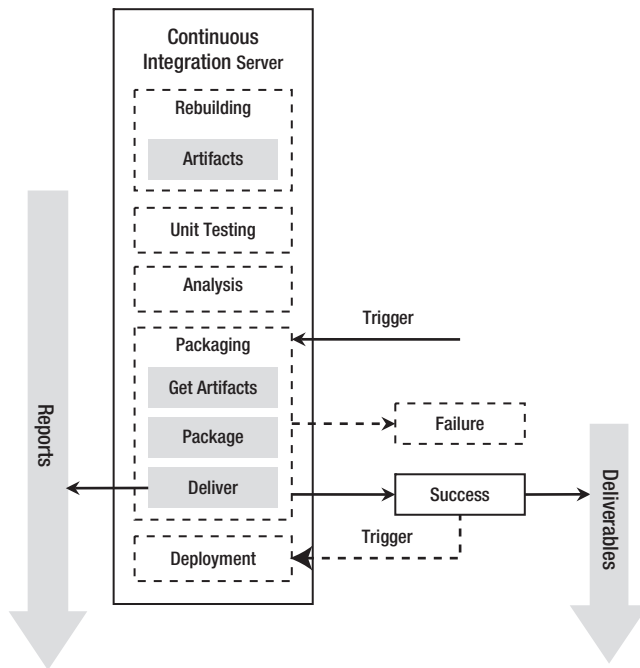 Continuous
Integration Server
Rebuilding
Artifacts
Unit Testing
Analysis
Trigger
Packaging
Get Artifacts
Failure
Package
Reports
Deliver
Success
Deliverables
Trigger
Deployment